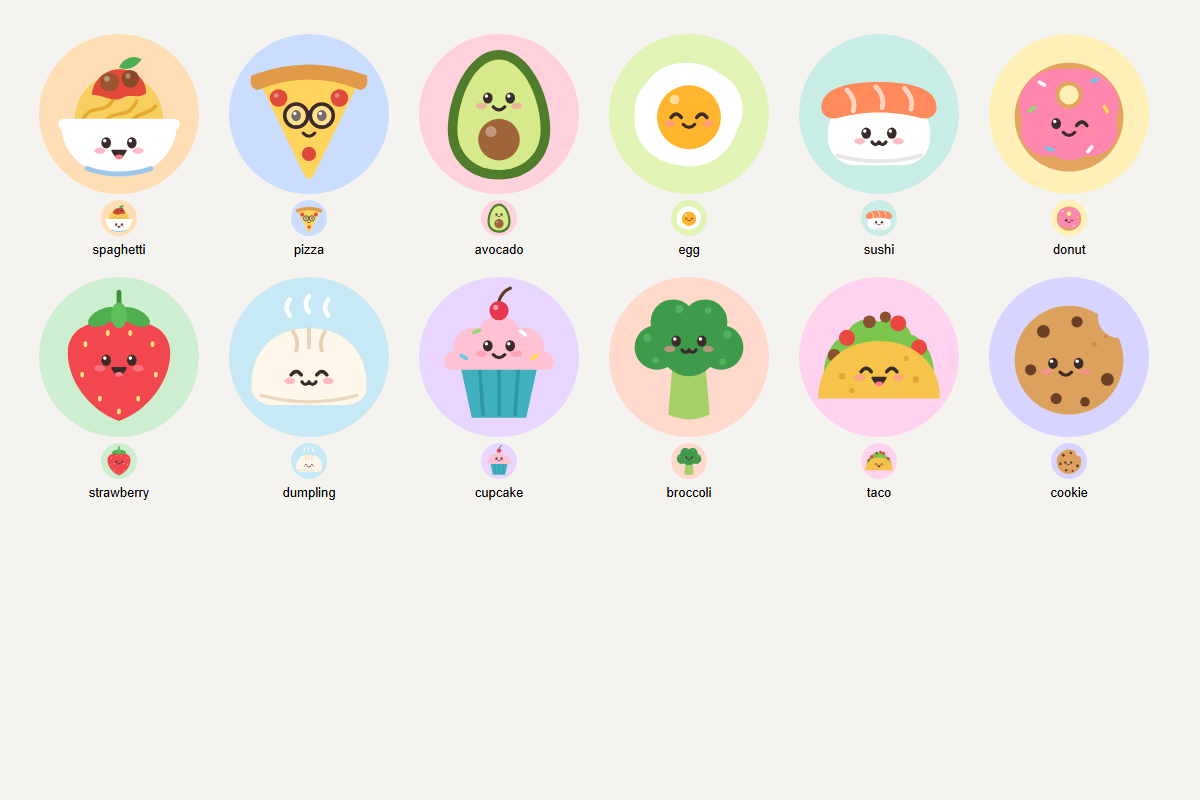 spaghetti
pizza
avocado
egg
sushi
donut
strawberry
dumpling
cupcake
broccoli
taco
cookie